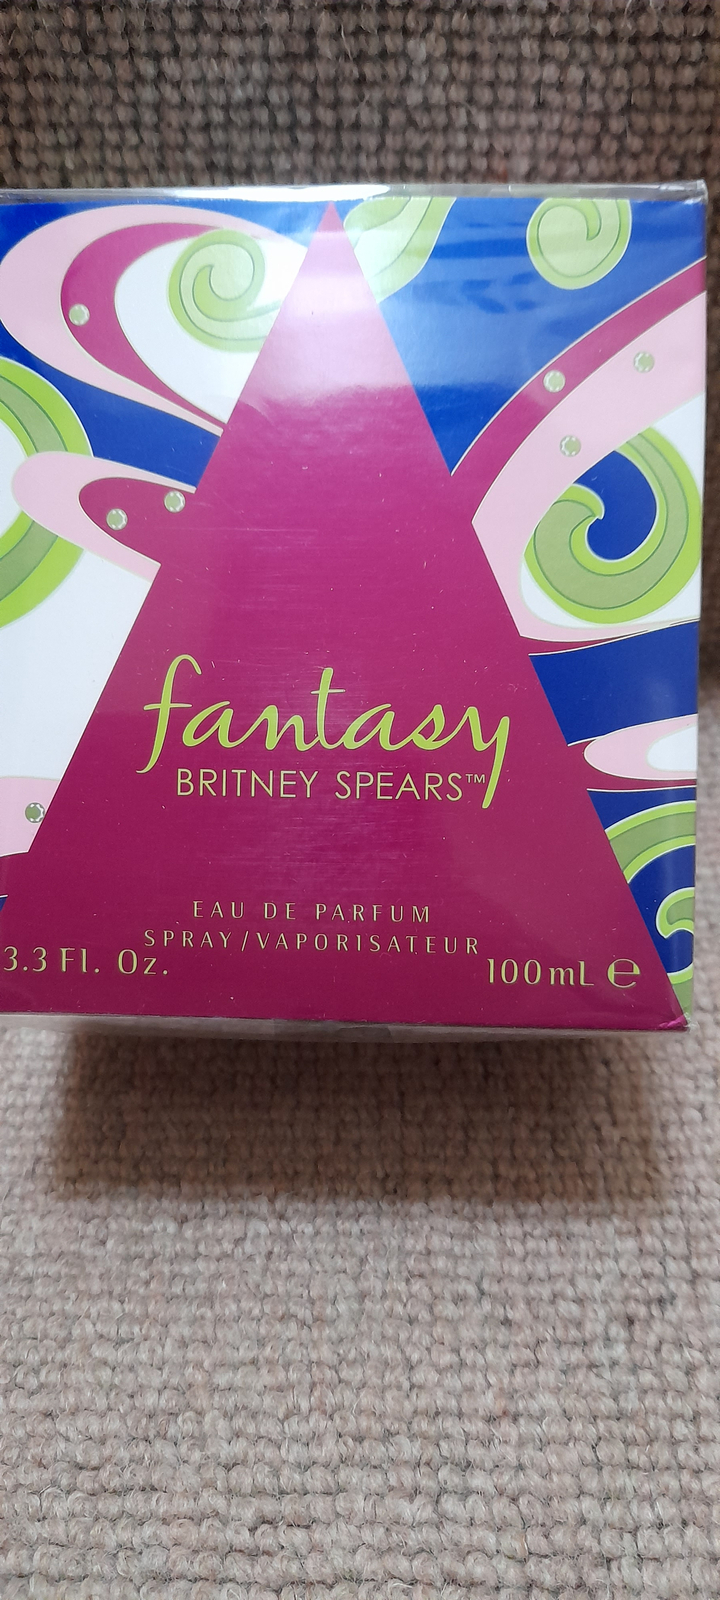 fantasy
BRITNEY SPEARS™
EAU DE PARFUM
SPRAY/VAPORISATEUR
3.3 Fl. Oz.
100mL ℮